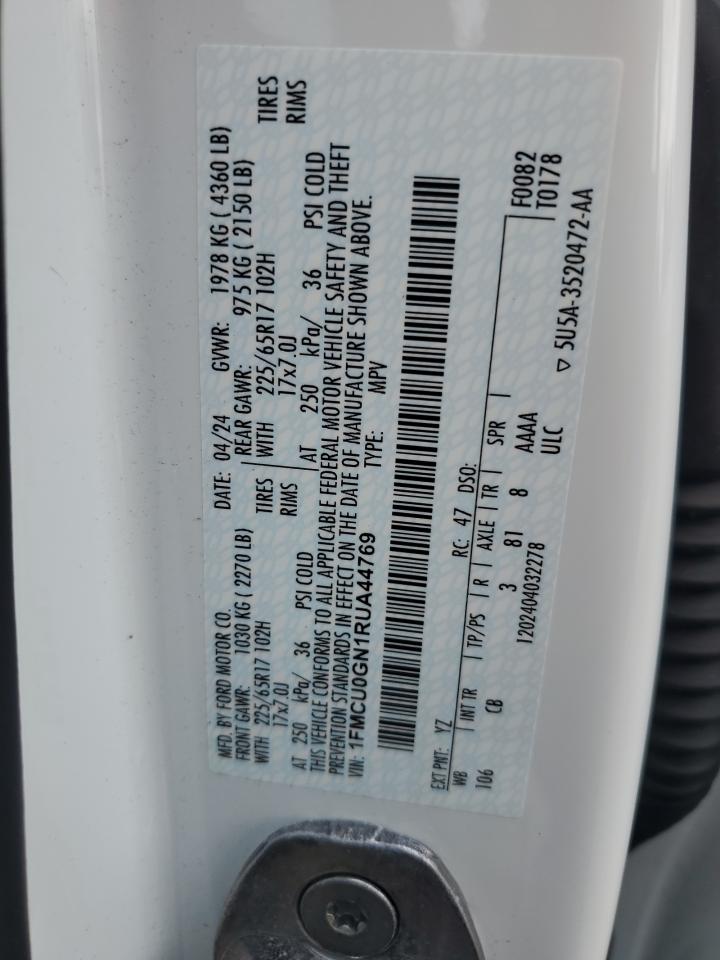 MFD. BY FORD MOTOR CO.
DATE: 04/24 GVWR: 1978 KG ( 4360 LB)
FRONT GAWR: 1030 KG ( 2270 LB) REAR GAWR: 975 KG ( 2150 LB)
WITH 225/65R17 102H TIRES WITH 225/65R17 102H TIRES
17x7.0J RIMS 17x7.0J RIMS
AT 250 kPa/ 36 PSI COLD AT 250 kPa/ 36 PSI COLD
THIS VEHICLE CONFORMS TO ALL APPLICABLE FEDERAL MOTOR VEHICLE SAFETY AND THEFT
PREVENTION STANDARDS IN EFFECT ON THE DATE OF MANUFACTURE SHOWN ABOVE.
VIN: 1FMCU0GN1RUA44769 TYPE: MPV
EXT PNT: YZ RC: 47 DSO: F0082
WB INT TR TP/PS R AXLE TR SPR T0178
106 CB 3 81 8 AAAA
1202404032278 ULC
▽ 5U5A-3520472-AA